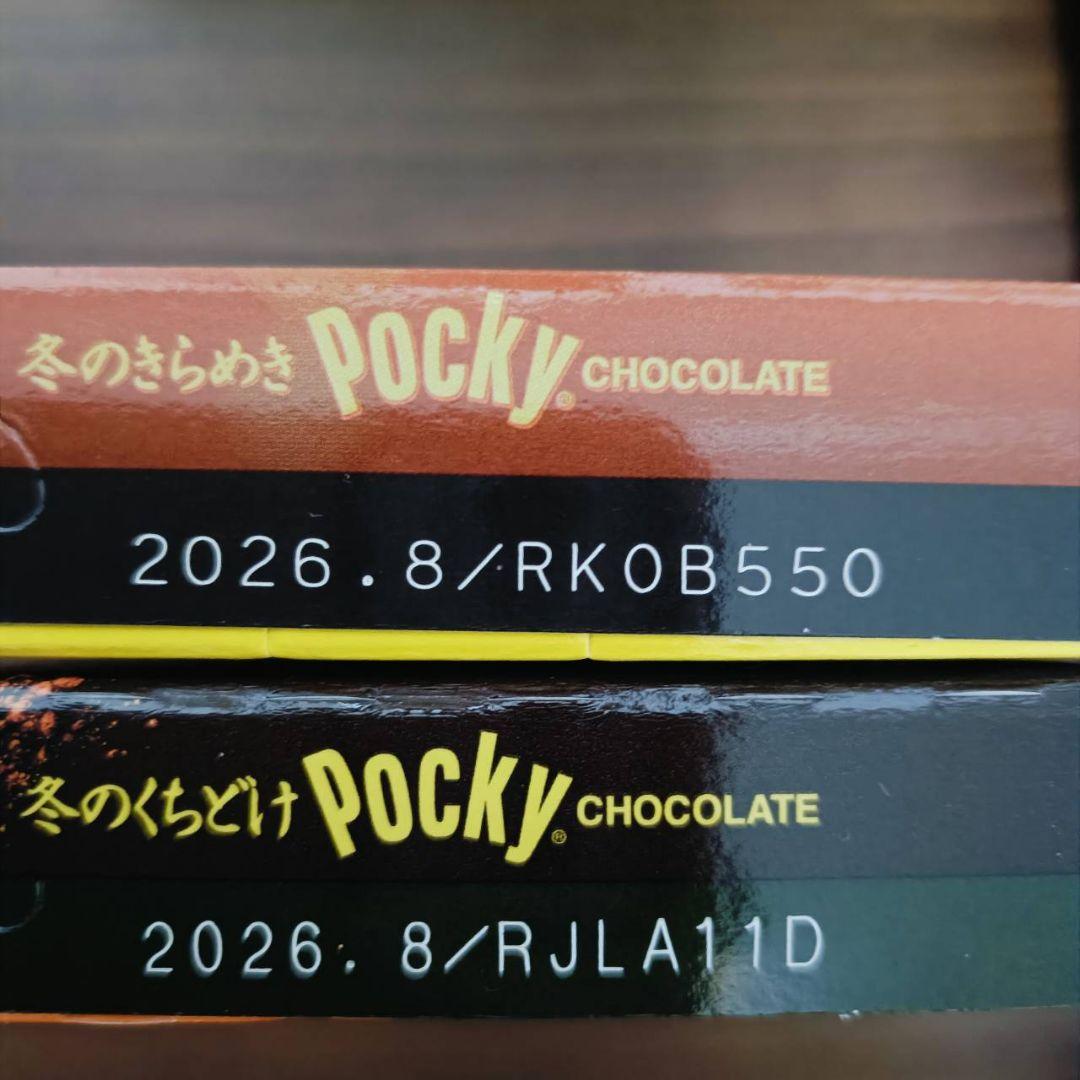 冬のきらめき Pocky® CHOCOLATE
2026.8/RKOB550
冬のくちどけ Pocky® CHOCOLATE
2026.8/RJLA11D